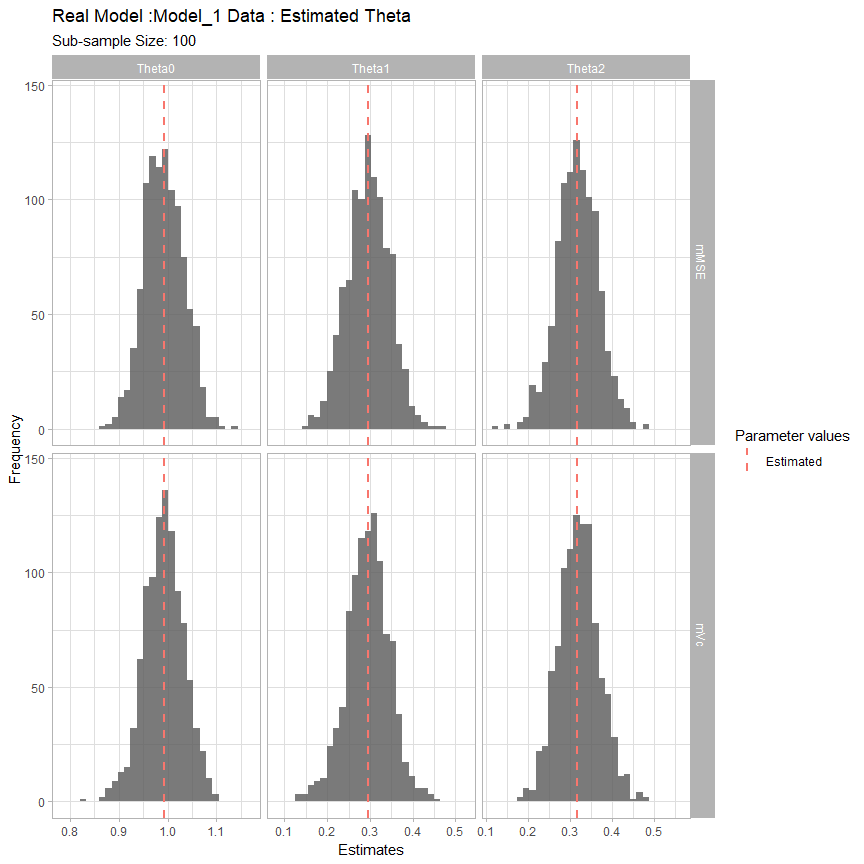 Real Model :Model_1 Data : Estimated Theta
Sub-sample Size: 100
Theta0 Theta1 Theta2
150
100
50
0
mMSE
Frequency
150
100
50
0
mVc
0.8 0.9 1.0 1.1 0.1 0.2 0.3 0.4 0.5 0.1 0.2 0.3 0.4 0.5
Estimates
Parameter values
Estimated